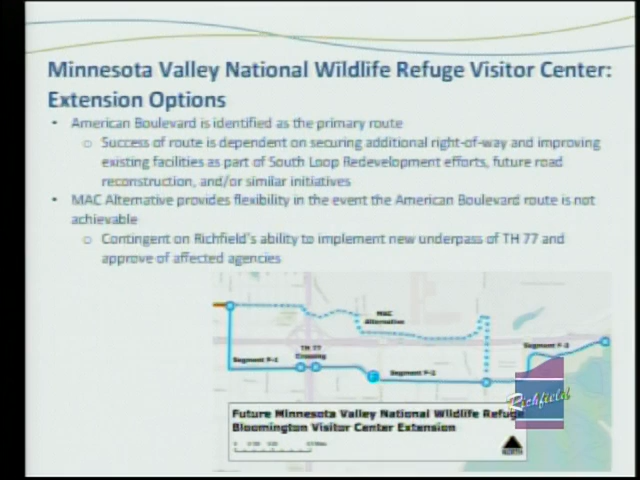 Minnesota Valley National Wildlife Refuge Visitor Center:
Extension Options
• American Boulevard is identified as the primary route
o Success of route is dependent on securing additional right-of-way and improving
existing facilities as part of South Loop Redevelopment efforts, future road
reconstruction, and/or similar initiatives
• MAC Alternative provides flexibility in the event the American Boulevard route is not
achievable
o Contingent on Richfield's ability to implement new underpass of TH 77 and
approve of affected agencies
MAC
Alternative
TH 77
Crossing
Segment F-1
Segment F-2
Segment F-3
Richfield
Future Minnesota Valley National Wildlife Refuge
Bloomington Visitor Center Extension
NORTH